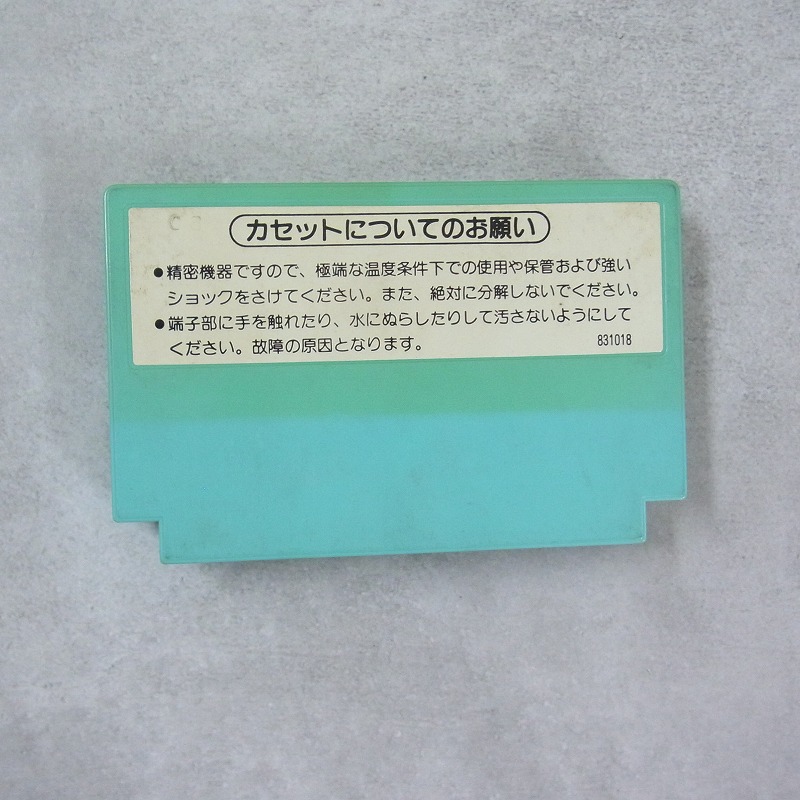 カセットについてのお願い
●精密機器ですので、極端な温度条件下での使用や保管および強い
ショックをさけてください。また、絶対に分解しないでください。
●端子部に手を触れたり、水にぬらしたりして汚さないようにして
ください。故障の原因となります。
831018